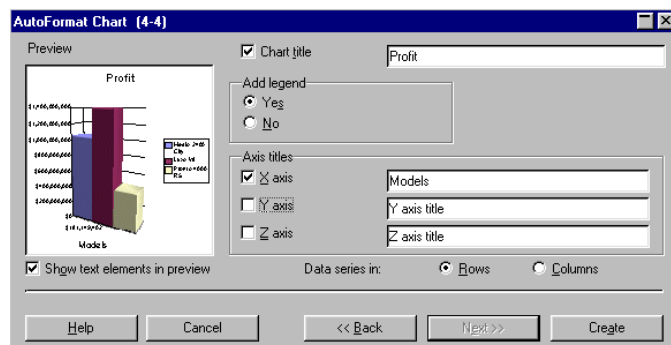 AutoFormat Chart (4-4)
Preview
Chart title
Profit
Profit
Add legend
Yes
No
City
Axis titles
X axis
Models
Y axis
Y axis title
Z axis
Z axis title
Models
Show text elements in preview
Data series in:
Rows
Columns
Help
Cancel
<< Back
Next >>
Create